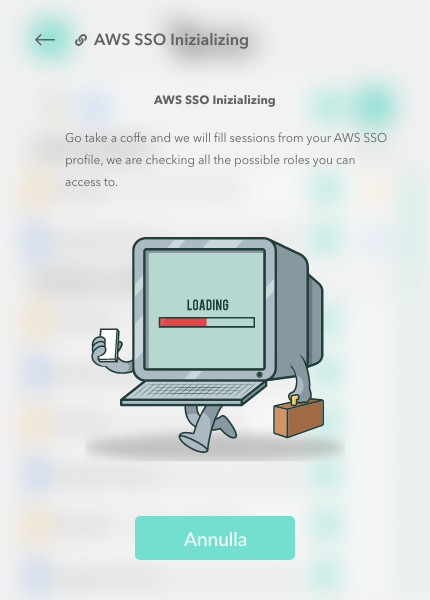 AWS SSO Inizializing
AWS SSO Inizializing
Go take a coffe and we will fill sessions from your AWS SSO
profile, we are checking all the possible roles you can
access to.
LOADING
Annulla